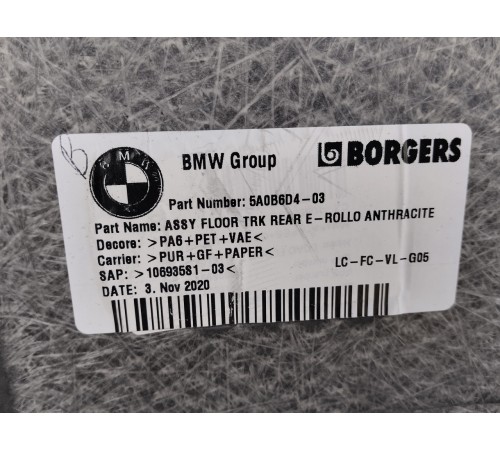 B
BMW
BMW Group
BORGERS
Part Number: 5A0B6D4-03
Part Name: ASSY FLOOR TRK REAR E-ROLLO ANTHRACITE
Decore: >PA6+PET+VAE<
Carrier: >PUR+GF+PAPER<
SAP: >106935S1-03< LC-FC-VL-G05
DATE: 3. Nov 2020